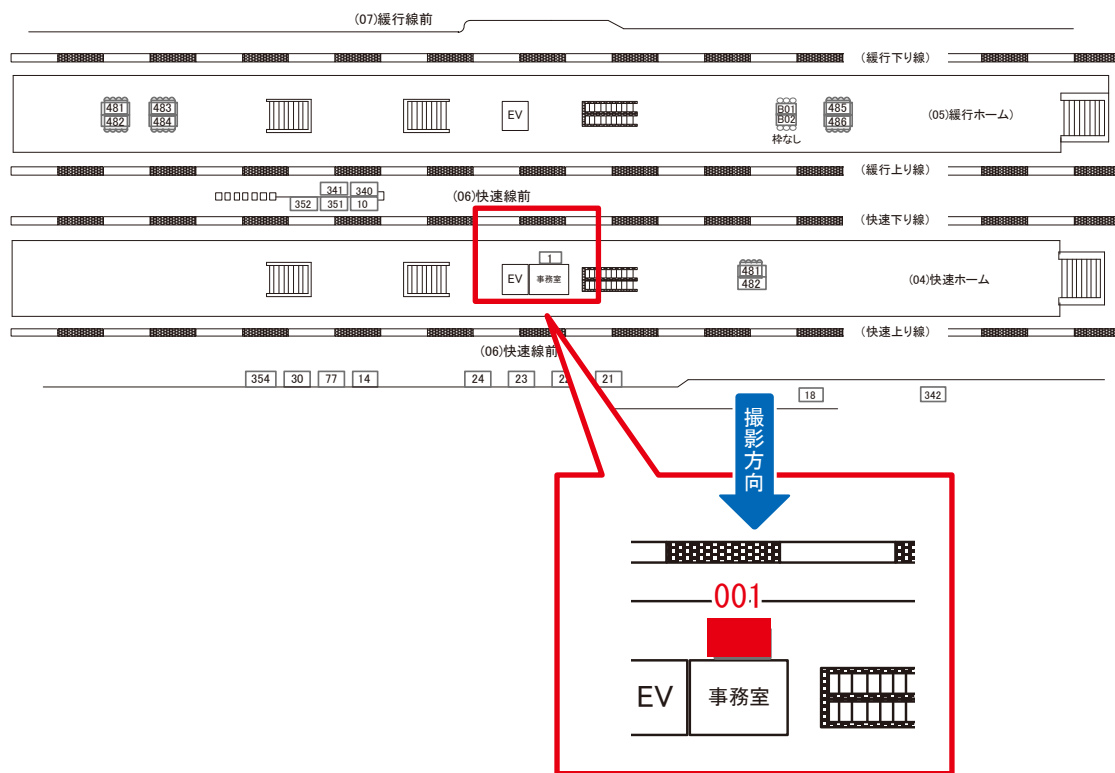 (07)緩行線前
(緩行下り線)
481
482
483
484
EV
B01
B02
枠なし
485
486
(05)緩行ホーム)
(緩行上り線)
341
340
352
351
10
(06)快速線前
(快速下り線)
1
EV
事務室
481
482
(04)快速ホーム
(快速上り線)
(06)快速線前
354
30
77
14
24
23
22
21
18
342
撮影方向
001
EV
事務室